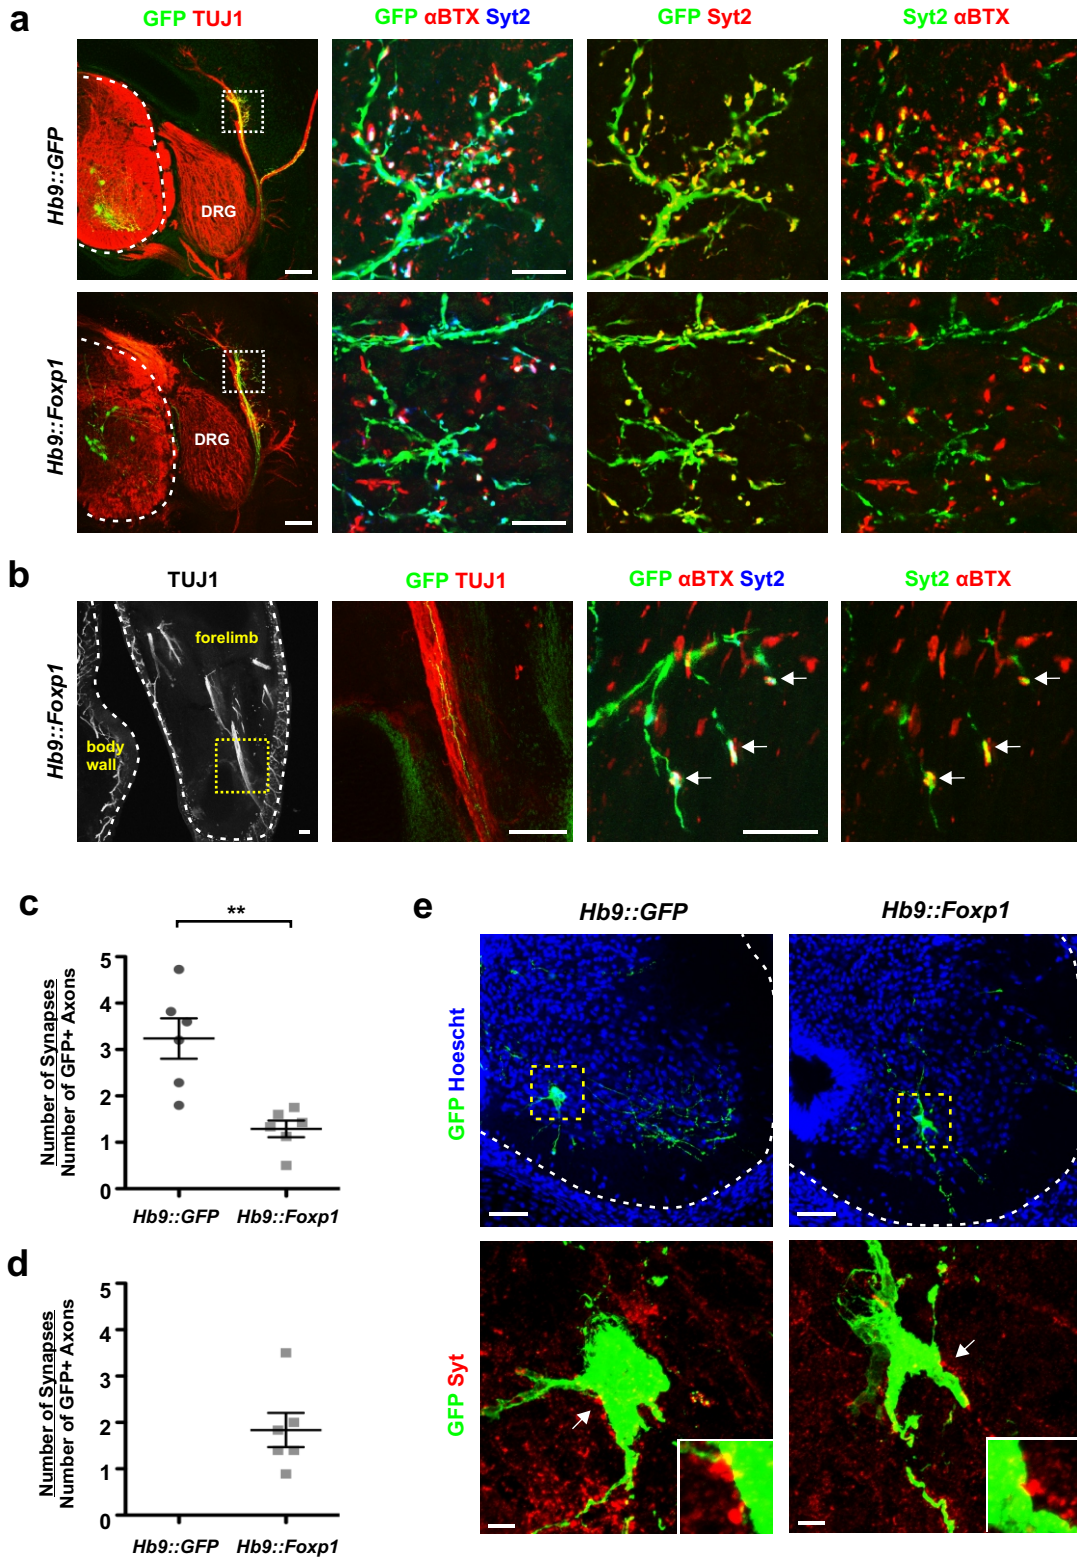 a
GFP TUJ1
GFP αBTX Syt2
GFP Syt2
Syt2 αBTX
Hb9::GFP
DRG
Hb9::Foxp1
DRG
b
TUJ1
GFP TUJ1
GFP αBTX Syt2
Syt2 αBTX
Hb9::Foxp1
forelimb
body
wall
c
**
Number of Synapses
Number of GFP+ Axons
5
4
3
2
1
0
Hb9::GFP
Hb9::Foxp1
d
Number of Synapses
Number of GFP+ Axons
5
4
3
2
1
0
Hb9::GFP
Hb9::Foxp1
e
Hb9::GFP
Hb9::Foxp1
GFP Hoescht
GFP Syt